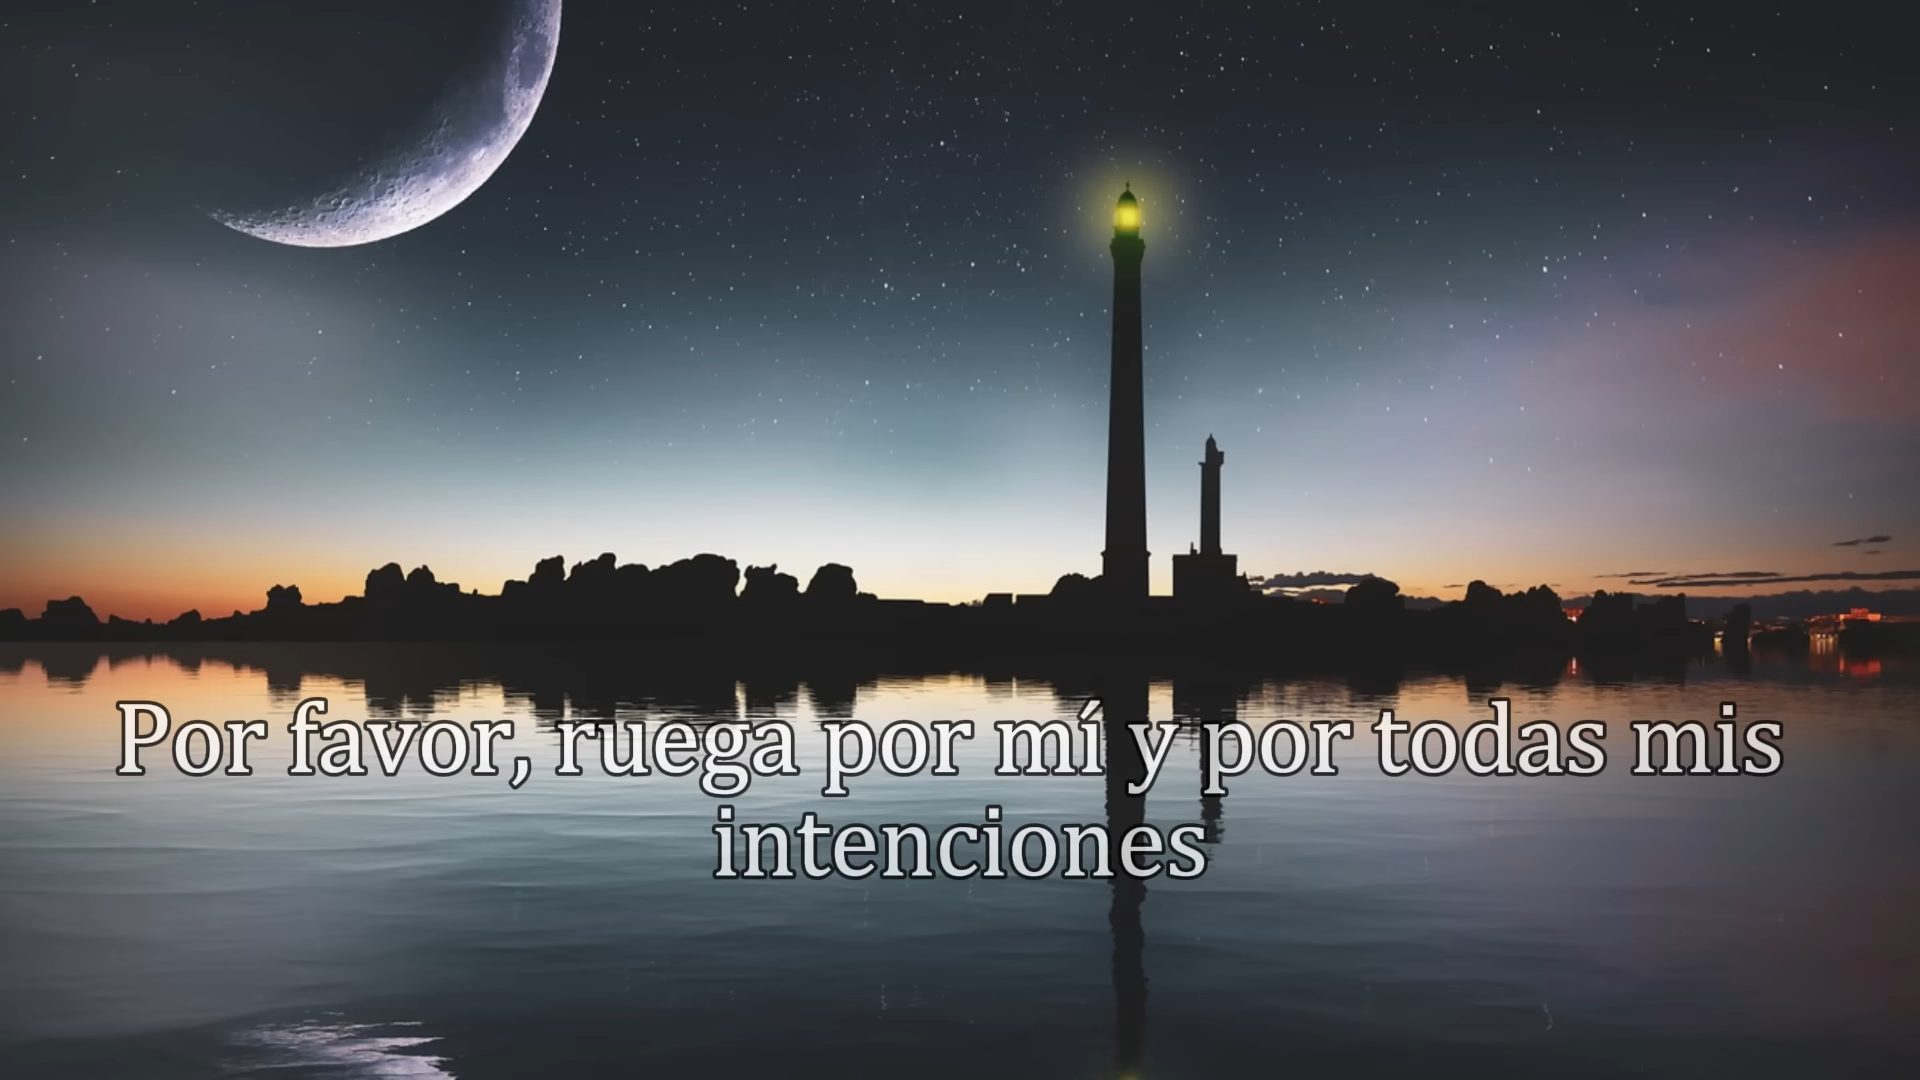 Por favor, ruega por mí y por todas mis
intenciones